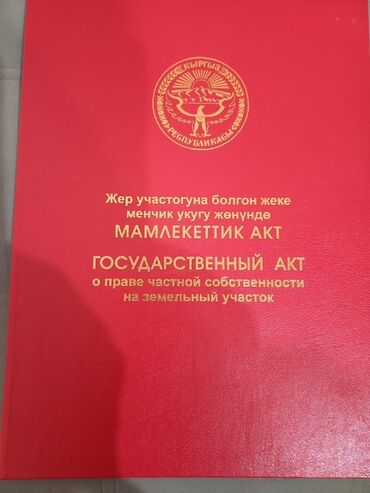 КЫРГЫЗ
РЕСПУБЛИКАСЫ
Жер участогуна болгон жеке
менчик укугу жөнүндө
МАМЛЕКЕТТИК АКТ
ГОСУДАРСТВЕННЫЙ АКТ
о праве частной собственности
на земельный участок